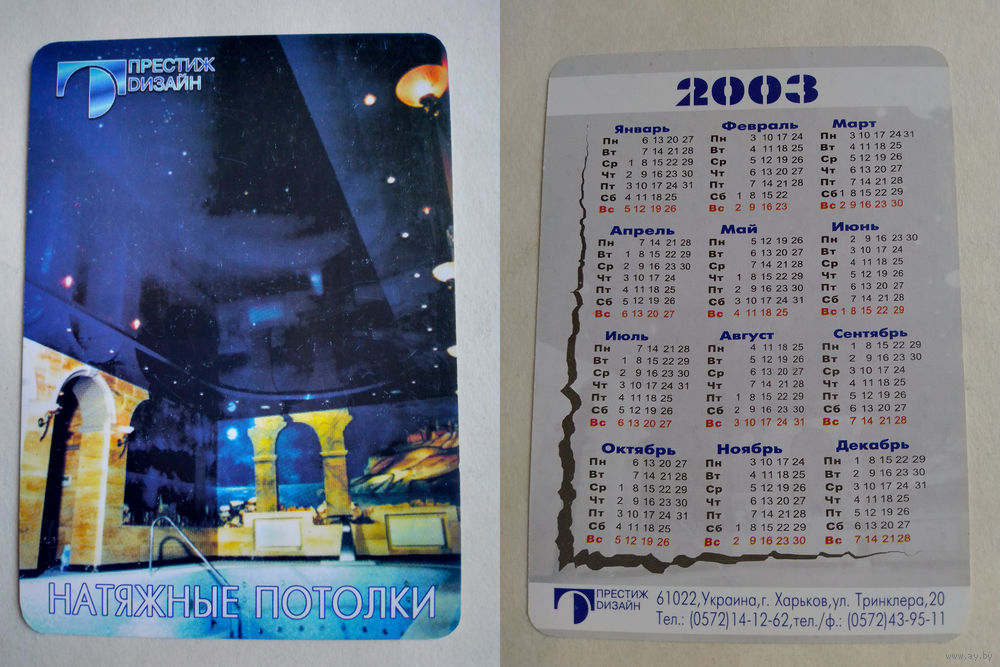 ПРЕСТИЖ
DИЗАЙН
НАТЯЖНЫЕ ПОТОЛКИ
2003
Январь Февраль Март
Пн 6 13 20 27 Пн 3 10 17 24 Пн 3 10 17 24 31
Вт 7 14 21 28 Вт 4 11 18 25 Вт 4 11 18 25
Ср 1 8 15 22 29 Ср 5 12 19 26 Ср 5 12 19 26
Чт 2 9 16 23 30 Чт 6 13 20 27 Чт 6 13 20 27
Пт 3 10 17 24 31 Пт 7 14 21 28 Пт 7 14 21 28
Сб 4 11 18 25 Сб 1 8 15 22 Сб 1 8 15 22 29
Вс 5 12 19 26 Вс 2 9 16 23 Вс 2 9 16 23 30
Апрель Май Июнь
Пн 7 14 21 28 Пн 5 12 19 26 Пн 2 9 16 23 30
Вт 1 8 15 22 29 Вт 6 13 20 27 Вт 3 10 17 24
Ср 2 9 16 23 30 Ср 7 14 21 28 Ср 4 11 18 25
Чт 3 10 17 24 Чт 1 8 15 22 29 Чт 5 12 19 26
Пт 4 11 18 25 Пт 2 9 16 23 30 Пт 6 13 20 27
Сб 5 12 19 26 Сб 3 10 17 24 31 Сб 7 14 21 28
Вс 6 13 20 27 Вс 4 11 18 25 Вс 1 8 15 22 29
Июль Август Сентябрь
Пн 7 14 21 28 Пн 4 11 18 25 Пн 1 8 15 22 29
Вт 1 8 15 22 29 Вт 5 12 19 26 Вт 2 9 16 23 30
Ср 2 9 16 23 30 Ср 6 13 20 27 Ср 3 10 17 24
Чт 3 10 17 24 31 Чт 7 14 21 28 Чт 4 11 18 25
Пт 4 11 18 25 Пт 1 8 15 22 29 Пт 5 12 19 26
Сб 5 12 19 26 Сб 2 9 16 23 30 Сб 6 13 20 27
Вс 6 13 20 27 Вс 3 10 17 24 31 Вс 7 14 21 28
Октябрь Ноябрь Декабрь
Пн 6 13 20 27 Пн 3 10 17 24 Пн 1 8 15 22 29
Вт 7 14 21 28 Вт 4 11 18 25 Вт 2 9 16 23 30
Ср 1 8 15 22 29 Ср 5 12 19 26 Ср 3 10 17 24 31
Чт 2 9 16 23 30 Чт 6 13 20 27 Чт 4 11 18 25
Пт 3 10 17 24 31 Пт 7 14 21 28 Пт 5 12 19 26
Сб 4 11 18 25 Сб 1 8 15 22 29 Сб 6 13 20 27
Вс 5 12 19 26 Вс 2 9 16 23 30 Вс 7 14 21 28
ПРЕСТИЖ
DИЗАЙН
61022,Украина,г. Харьков,ул. Тринклера,20
Тел.: (0572)14-12-62,тел./ф.: (0572)43-95-11
www.ay.by